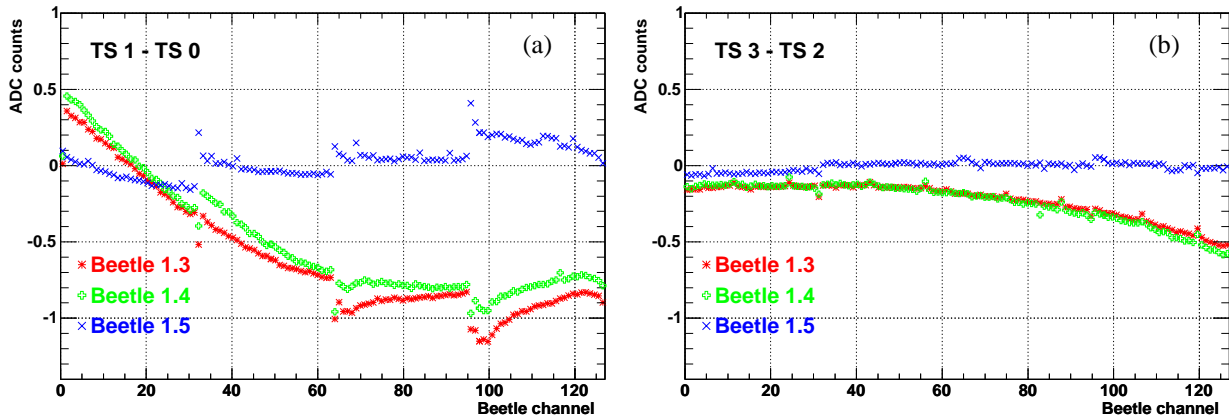 ADC counts
1
0.5
0
-0.5
-1
TS 1 - TS 0
(a)
Beetle 1.3
Beetle 1.4
Beetle 1.5
0 20 40 60 80 100 120
Beetle channel
ADC counts
1
0.5
0
-0.5
-1
TS 3 - TS 2
(b)
Beetle 1.3
Beetle 1.4
Beetle 1.5
0 20 40 60 80 100 120
Beetle channel